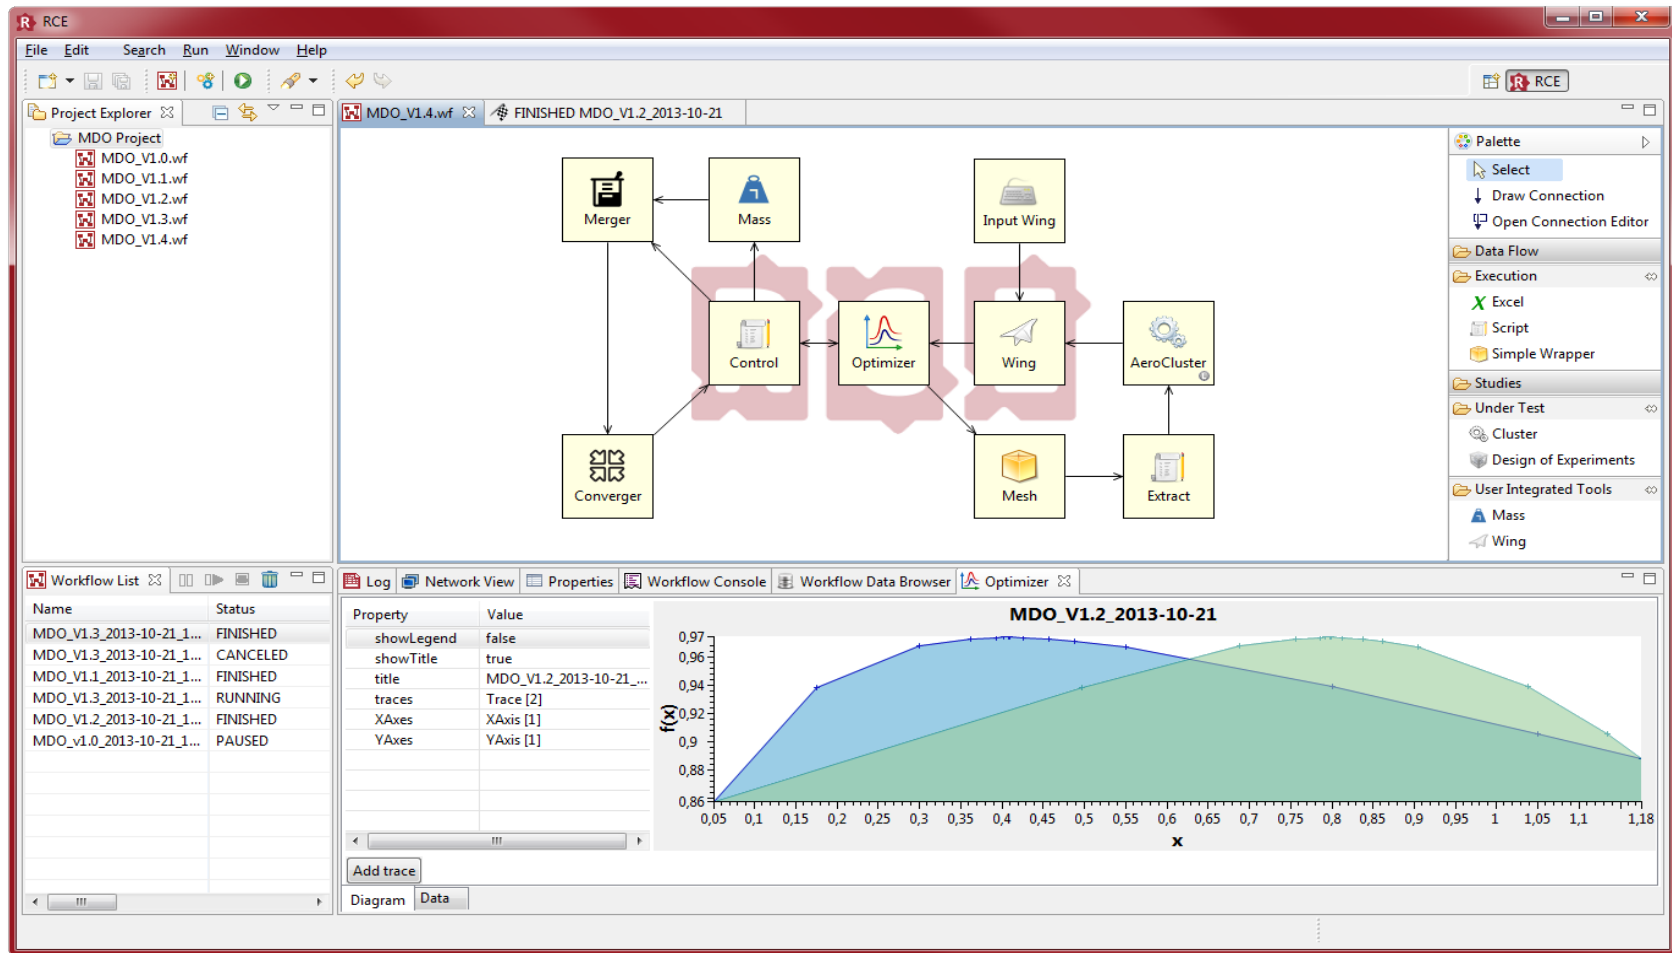 RCE
File Edit Search Run Window Help
RCE
Project Explorer
MDO Project
MDO_V1.0.wf
MDO_V1.1.wf
MDO_V1.2.wf
MDO_V1.3.wf
MDO_V1.4.wf
MDO_V1.4.wf FINISHED MDO_V1.2_2013-10-21
Merger
Mass
Input Wing
Control
Optimizer
Wing
AeroCluster
Converger
Mesh
Extract
Palette
Select
Draw Connection
Open Connection Editor
Data Flow
Execution
Excel
Script
Simple Wrapper
Studies
Under Test
Cluster
Design of Experiments
User Integrated Tools
Mass
Wing
Workflow List
Name Status
MDO_V1.3_2013-10-21_1... FINISHED
MDO_V1.3_2013-10-21_1... CANCELED
MDO_V1.1_2013-10-21_1... FINISHED
MDO_V1.3_2013-10-21_1... RUNNING
MDO_V1.2_2013-10-21_1... FINISHED
MDO_v1.0_2013-10-21_1... PAUSED
Log Network View Properties Workflow Console Workflow Data Browser Optimizer
Property Value
showLegend false
showTitle true
title MDO_V1.2_2013-10-21_...
traces Trace [2]
XAxes XAxis [1]
YAxes YAxis [1]
Add trace
Diagram Data
MDO_V1.2_2013-10-21
f(x)
0,97
0,96
0,94
0,92
0,9
0,88
0,86
0,05 0,1 0,15 0,2 0,25 0,3 0,35 0,4 0,45 0,5 0,55 0,6 0,65 0,7 0,75 0,8 0,85 0,9 0,95 1 1,05 1,1 1,18
x